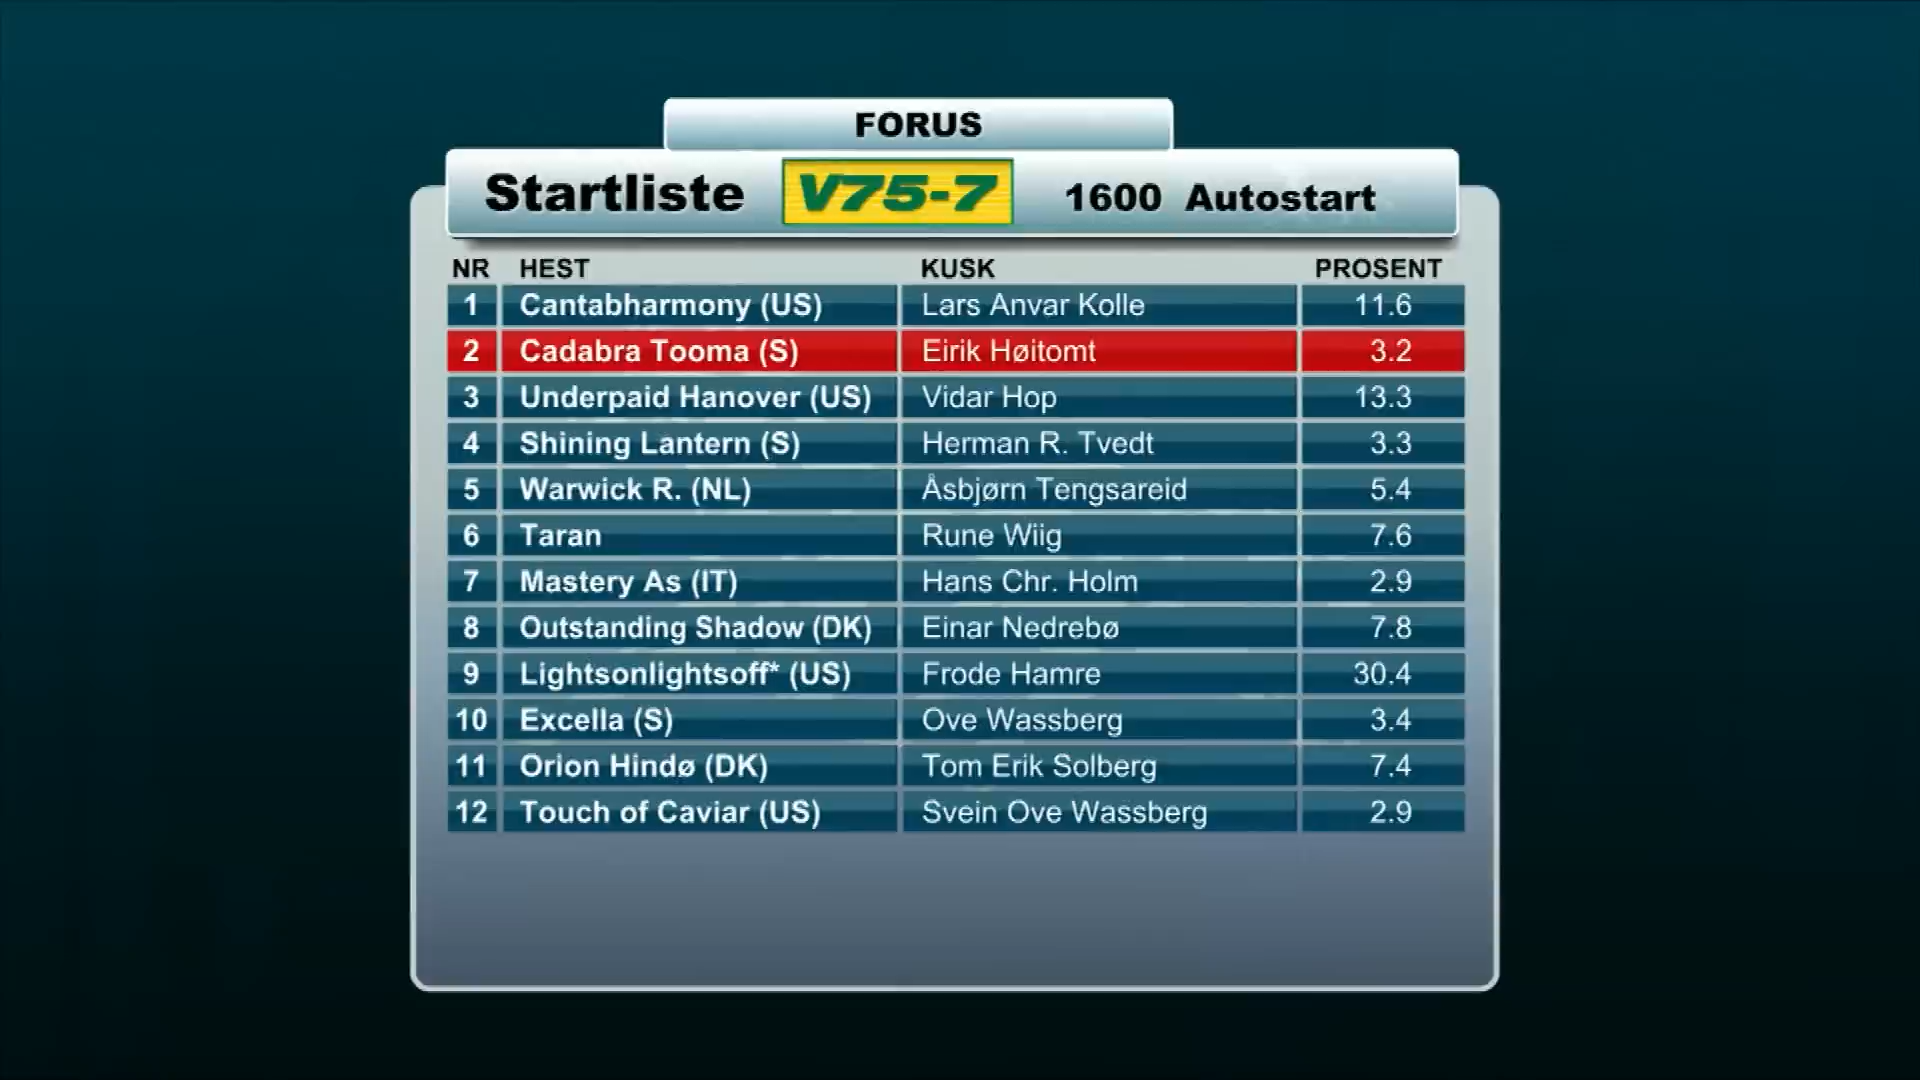 FORUS
Startliste V75-7 1600 Autostart
NR HEST KUSK PROSENT
1 Cantabharmony (US) Lars Anvar Kolle 11.6
2 Cadabra Tooma (S) Eirik Høitomt 3.2
3 Underpaid Hanover (US) Vidar Hop 13.3
4 Shining Lantern (S) Herman R. Tvedt 3.3
5 Warwick R. (NL) Åsbjørn Tengsareid 5.4
6 Taran Rune Wiig 7.6
7 Mastery As (IT) Hans Chr. Holm 2.9
8 Outstanding Shadow (DK) Einar Nedrebø 7.8
9 Lightsonlightsoff* (US) Frode Hamre 30.4
10 Excella (S) Ove Wassberg 3.4
11 Orion Hindø (DK) Tom Erik Solberg 7.4
12 Touch of Caviar (US) Svein Ove Wassberg 2.9